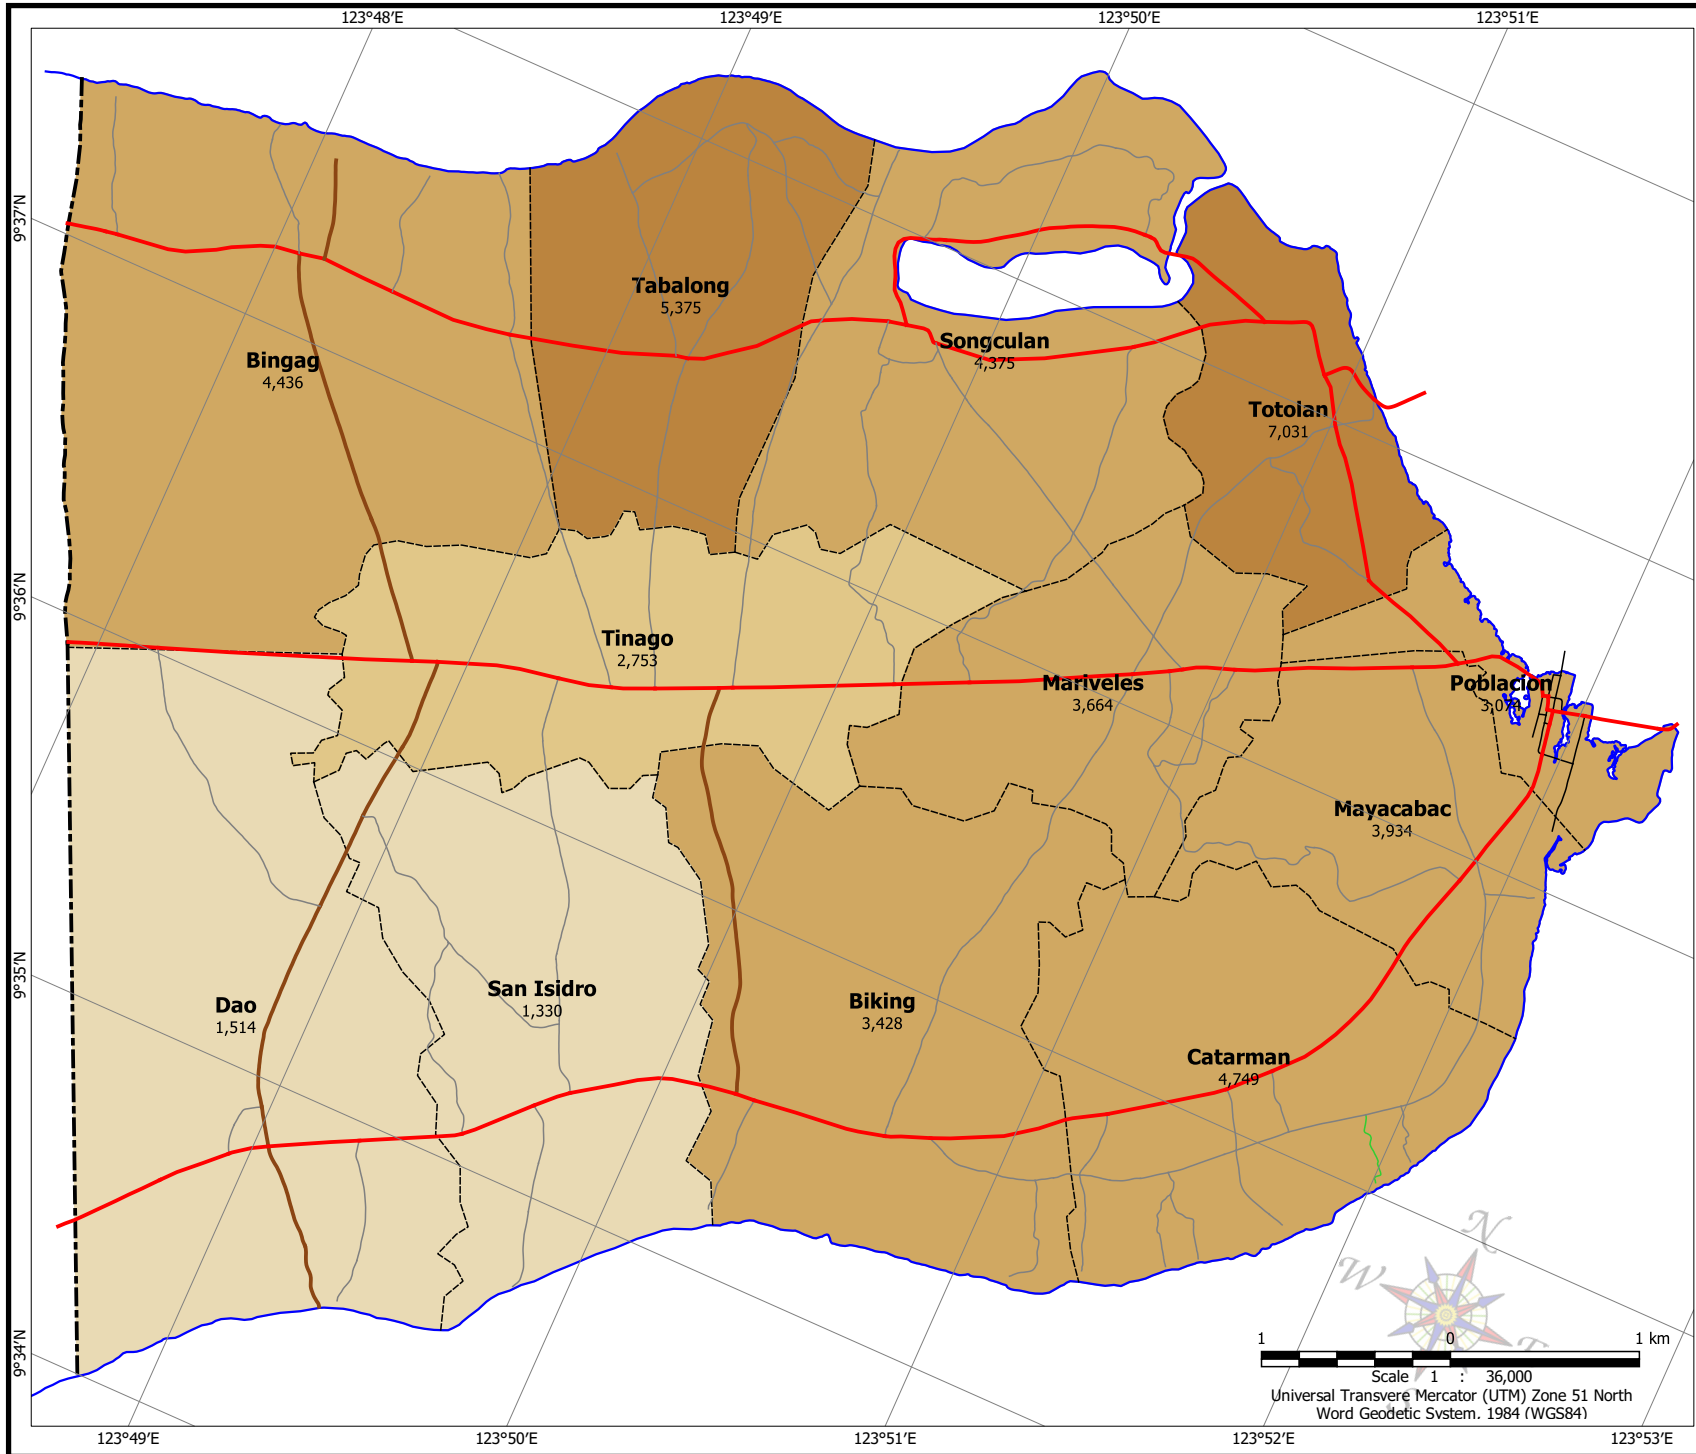 123°48′E 123°49′E 123°50′E 123°51′E
9°37′N
9°36′N
9°35′N
9°34′N
Tabalong
5,375
Songculan
4,375
Bingag
4,436
Totoian
7,031
Tinago
2,753
Mariveles
3,664
Poblacion
3,074
Mayacabac
3,934
San Isidro
1,330
Dao
1,514
Biking
3,428
Catarman
4,749
N
W
E
S
1 0 1 km
Scale 1 : 36,000
Universal Transvere Mercator (UTM) Zone 51 North
Word Geodetic System, 1984 (WGS84)
123°49′E 123°50′E 123°51′E 123°52′E 123°53′E